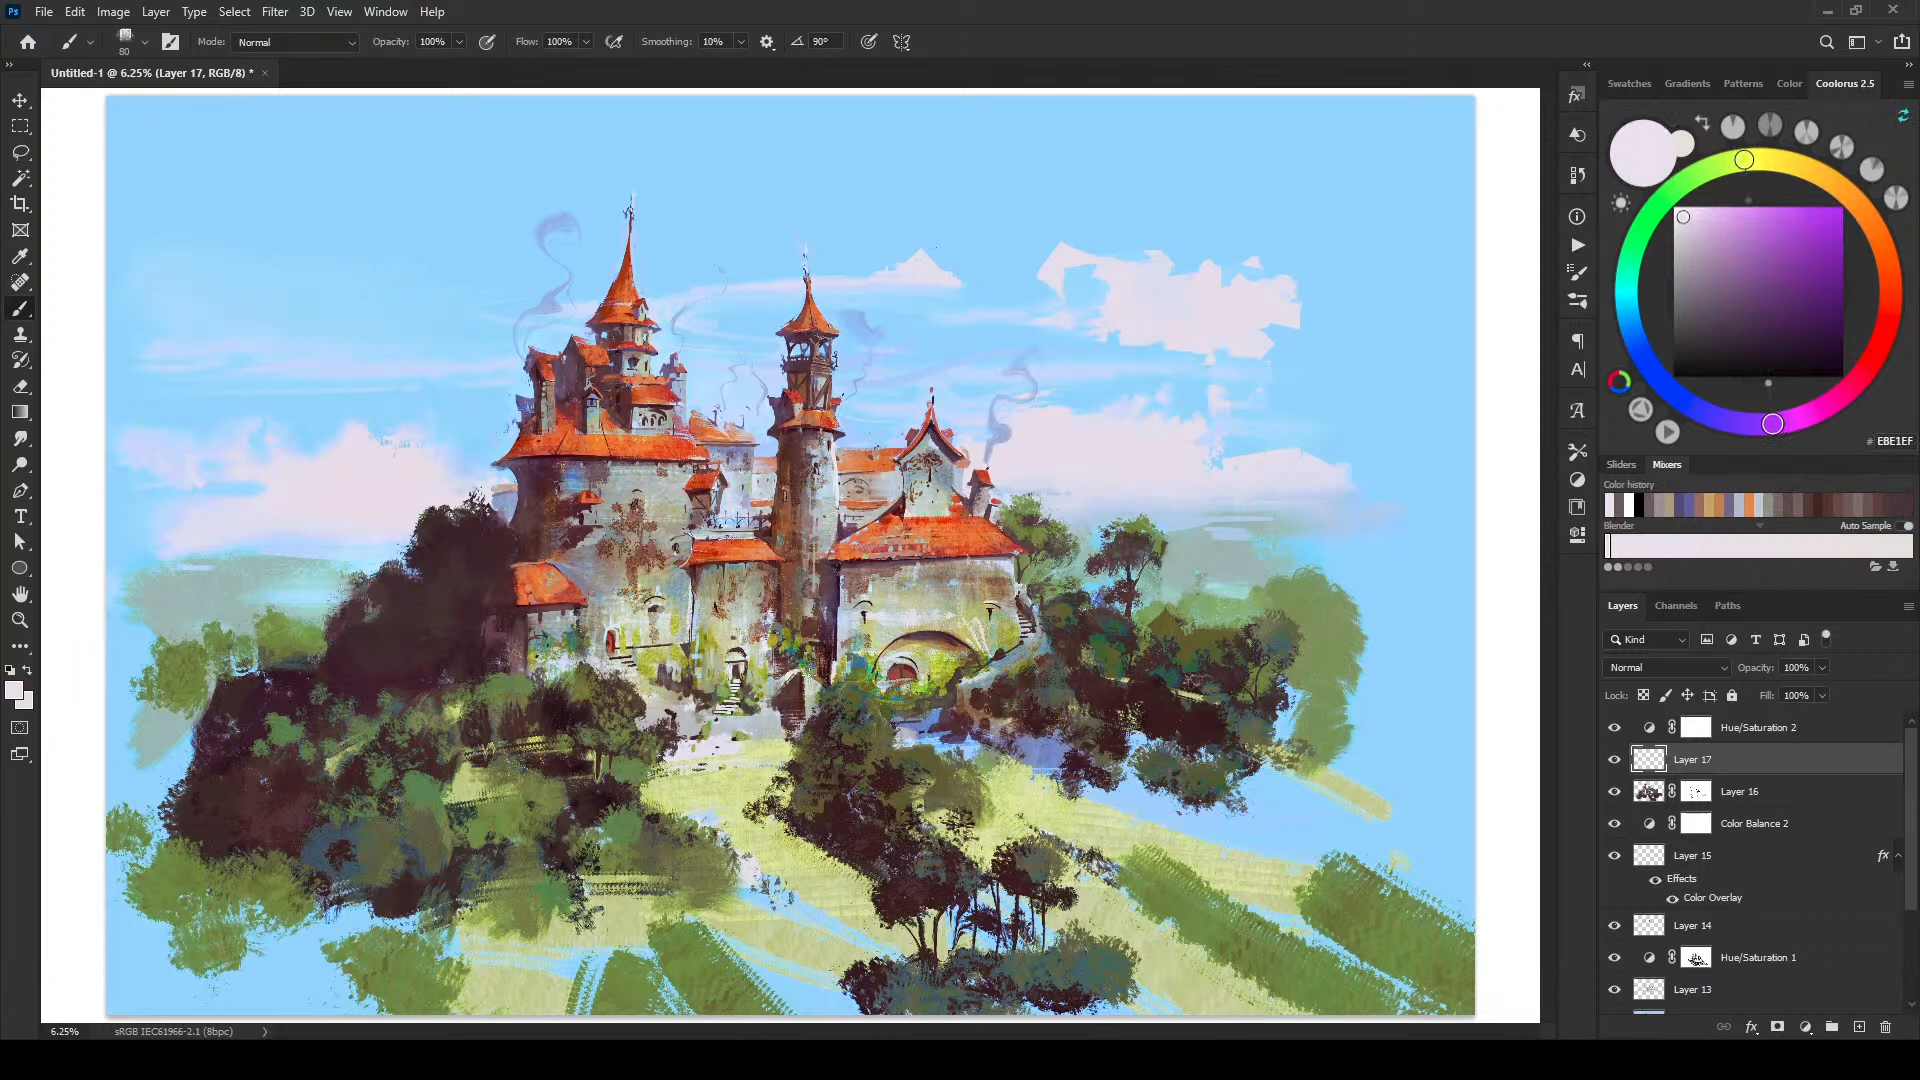 Ps File Edit Image Layer Type Select Filter 3D View Window Help
80 Mode: Normal Opacity: 100% Flow: 100% Smoothing: 10% 90°
Untitled-1 @ 6.25% (Layer 17, RGB/8) * ×
Swatches Gradients Patterns Color Coolorus 2.5
# EBE1EF
Sliders Mixers
Color history
Blender Auto Sample
Layers Channels Paths
Kind
Normal Opacity: 100%
Lock: Fill: 100%
Hue/Saturation 2
Layer 17
Layer 16
Color Balance 2
Layer 15 fx
Effects
Color Overlay
Layer 14
Hue/Saturation 1
Layer 13
fx
6.25% sRGB IEC61966-2.1 (8bpc)